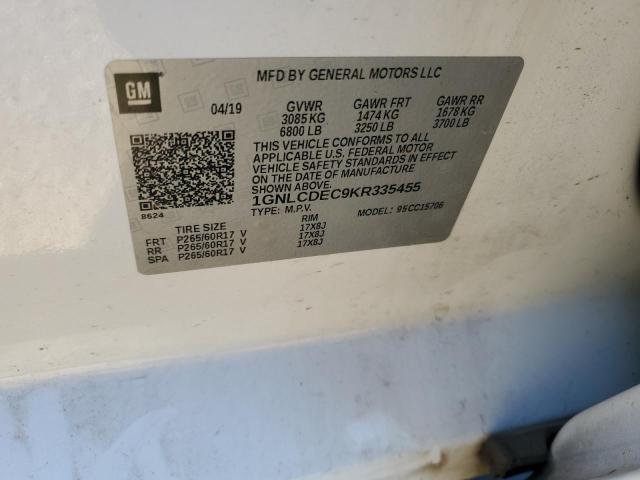 GM
MFD BY GENERAL MOTORS LLC
04/19 GVWR GAWR FRT GAWR RR
3085 KG 1474 KG 1678 KG
6800 LB 3250 LB 3700 LB
THIS VEHICLE CONFORMS TO ALL
APPLICABLE U.S. FEDERAL MOTOR
VEHICLE SAFETY STANDARDS IN EFFECT
ON THE DATE OF MANUFACTURE
SHOWN ABOVE.
1GNLCDEC9KR335455
8624 TYPE: M.P.V. MODEL: 95CC15706
TIRE SIZE RIM
FRT P265/60R17 V 17X8J
RR P265/60R17 V 17X8J
SPA P265/60R17 V 17X8J